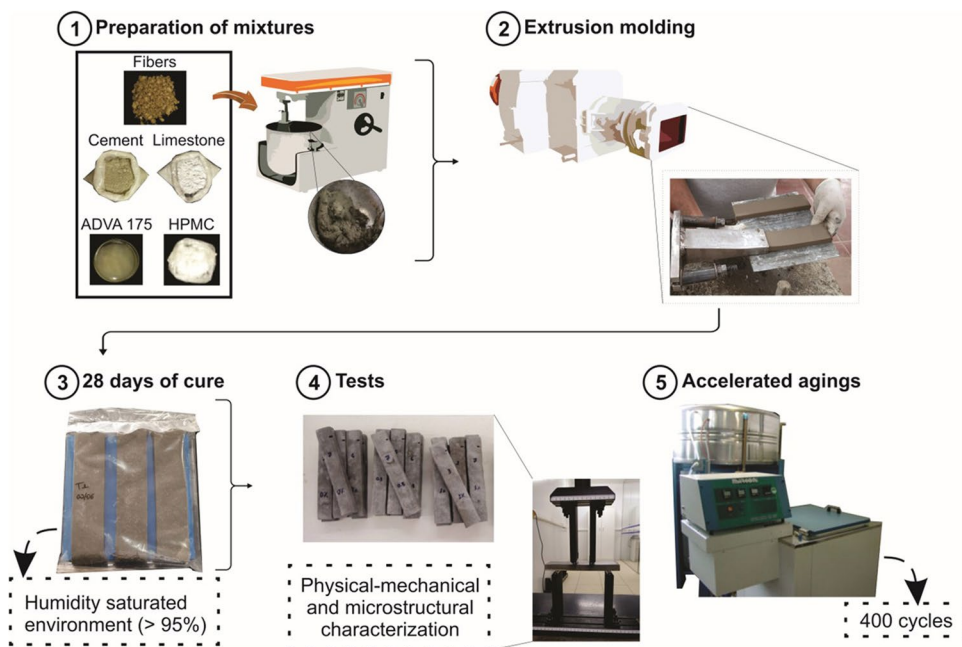 1 Preparation of mixtures
Fibers
Cement Limestone
ADVA 175 HPMC
2 Extrusion molding
3 28 days of cure
Humidity saturated
environment (> 95%)
4 Tests
Physical-mechanical
and microstructural
characterization
5 Accelerated agings
400 cycles